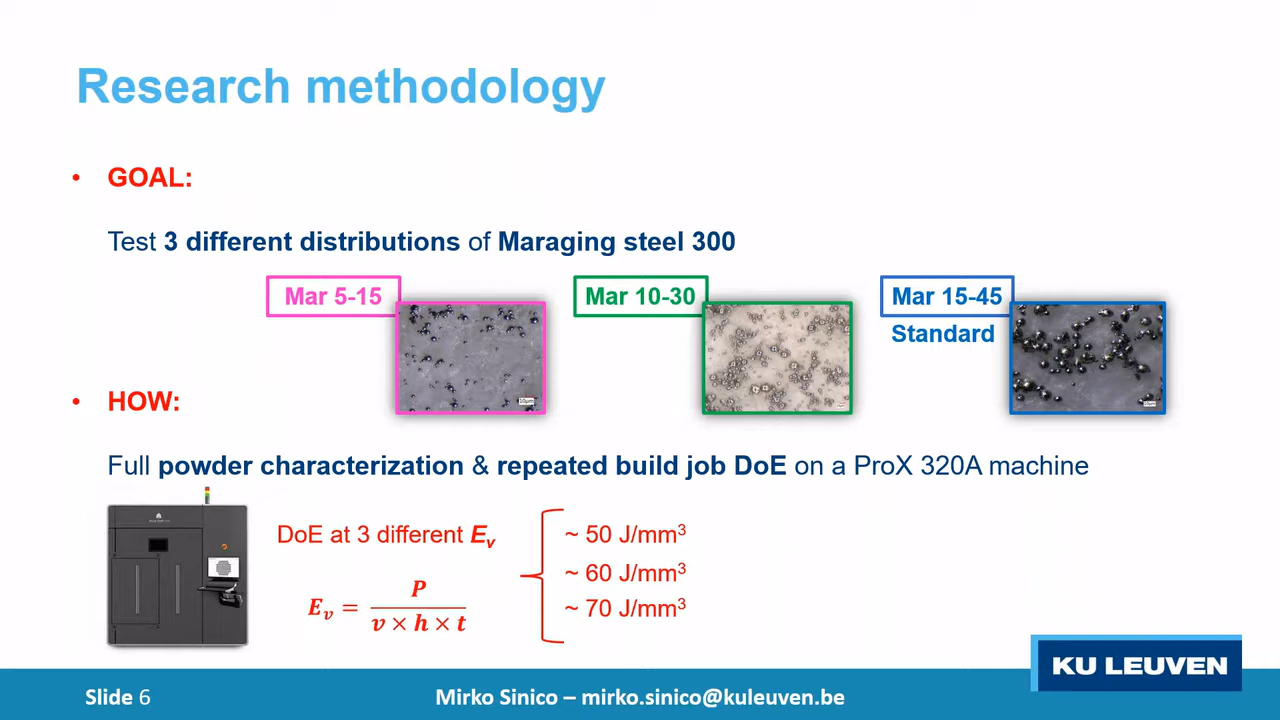 Research methodology
• GOAL:
Test 3 different distributions of Maraging steel 300
Mar 5-15
Mar 10-30
Mar 15-45
Standard
10µm
10µm
• HOW:
Full powder characterization & repeated build job DoE on a ProX 320A machine
DoE at 3 different Ev
Ev = P / v × h × t
~ 50 J/mm³
~ 60 J/mm³
~ 70 J/mm³
KU LEUVEN
Slide 6
Mirko Sinico – mirko.sinico@kuleuven.be